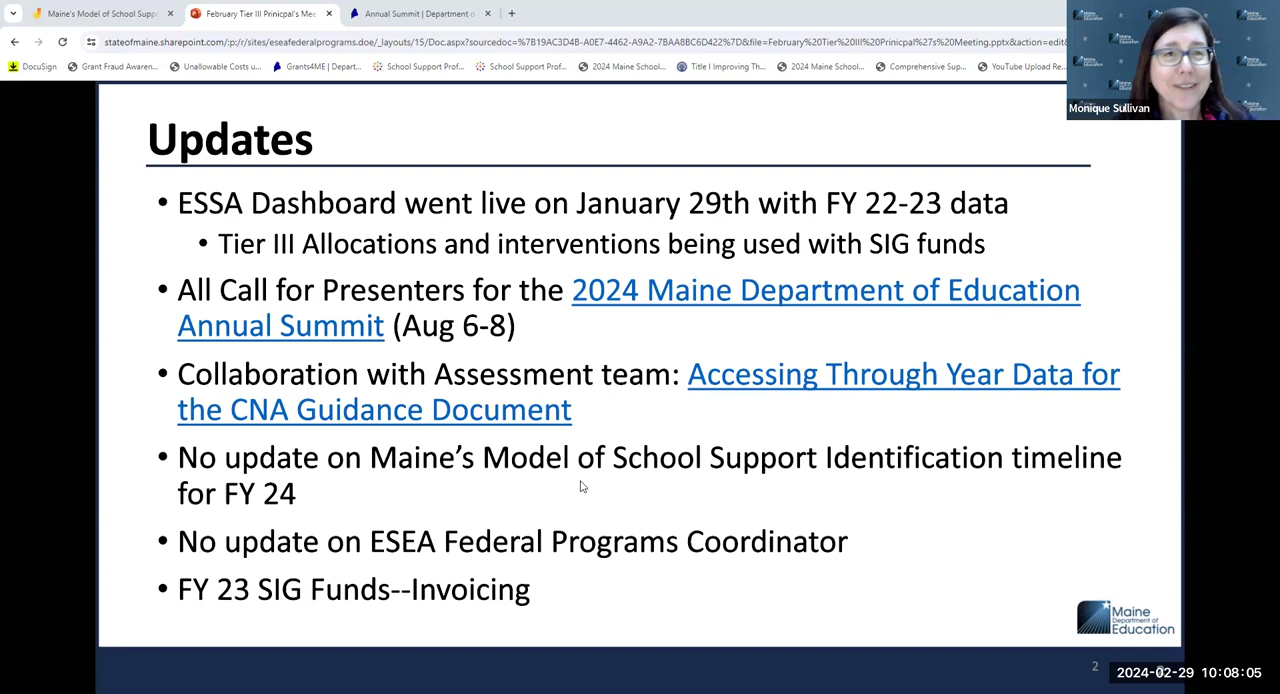 Maine's Model of School Supp
February Tier III Prinicpal's Mee
Annual Summit | Department o
stateofmaine.sharepoint.com/:p:/r/sites/eseafederalprograms.doe/_layouts/15/Doc.aspx?sourcedoc=%7B19AC3D4B-A0E7-4462-A9A2-7BAA8BC6D422%7D&file=February%20Tier%20III%20Prinicpal%27s%20Meeting.pptx&action=edit&
DocuSign
Grant Fraud Awaren...
Unallowable Costs u...
Grants4ME | Depart...
School Support Prof...
School Support Prof...
2024 Maine School...
Title I Improving Th...
2024 Maine School...
Comprehensive Sup...
YouTube Upload Re
Monique Sullivan
Updates
• ESSA Dashboard went live on January 29th with FY 22-23 data
• Tier III Allocations and interventions being used with SIG funds
• All Call for Presenters for the 2024 Maine Department of Education
Annual Summit (Aug 6-8)
• Collaboration with Assessment team: Accessing Through Year Data for
the CNA Guidance Document
• No update on Maine's Model of School Support Identification timeline
for FY 24
• No update on ESEA Federal Programs Coordinator
• FY 23 SIG Funds--Invoicing
Maine
Department of
Education
2
2024-02-29 10:08:05